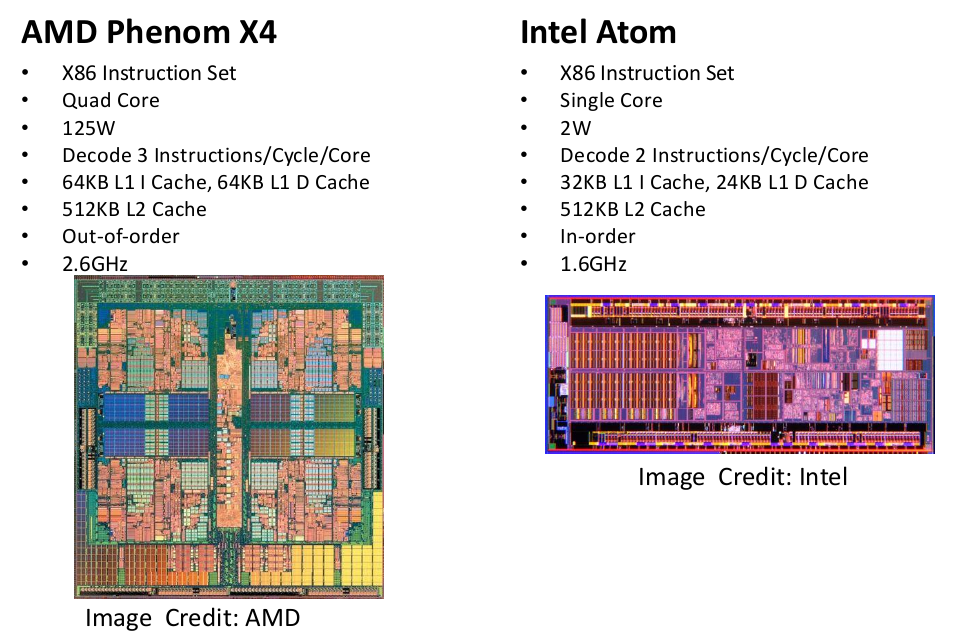 AMD Phenom X4
• X86 Instruction Set
• Quad Core
• 125W
• Decode 3 Instructions/Cycle/Core
• 64KB L1 I Cache, 64KB L1 D Cache
• 512KB L2 Cache
• Out-of-order
• 2.6GHz
Image Credit: AMD
Intel Atom
• X86 Instruction Set
• Single Core
• 2W
• Decode 2 Instructions/Cycle/Core
• 32KB L1 I Cache, 24KB L1 D Cache
• 512KB L2 Cache
• In-order
• 1.6GHz
Image Credit: Intel